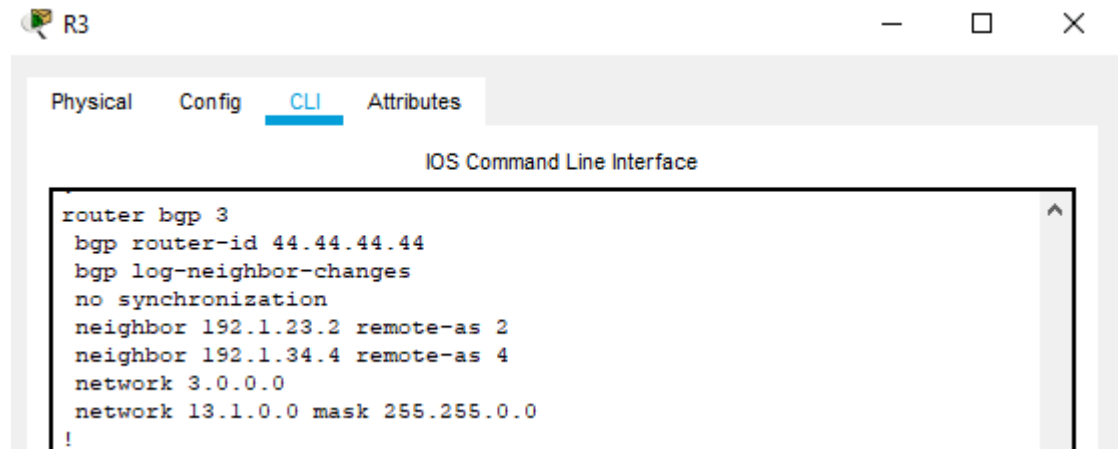 R3
Physical Config CLI Attributes
IOS Command Line Interface
router bgp 3
bgp router-id 44.44.44.44
bgp log-neighbor-changes
no synchronization
neighbor 192.1.23.2 remote-as 2
neighbor 192.1.34.4 remote-as 4
network 3.0.0.0
network 13.1.0.0 mask 255.255.0.0
!